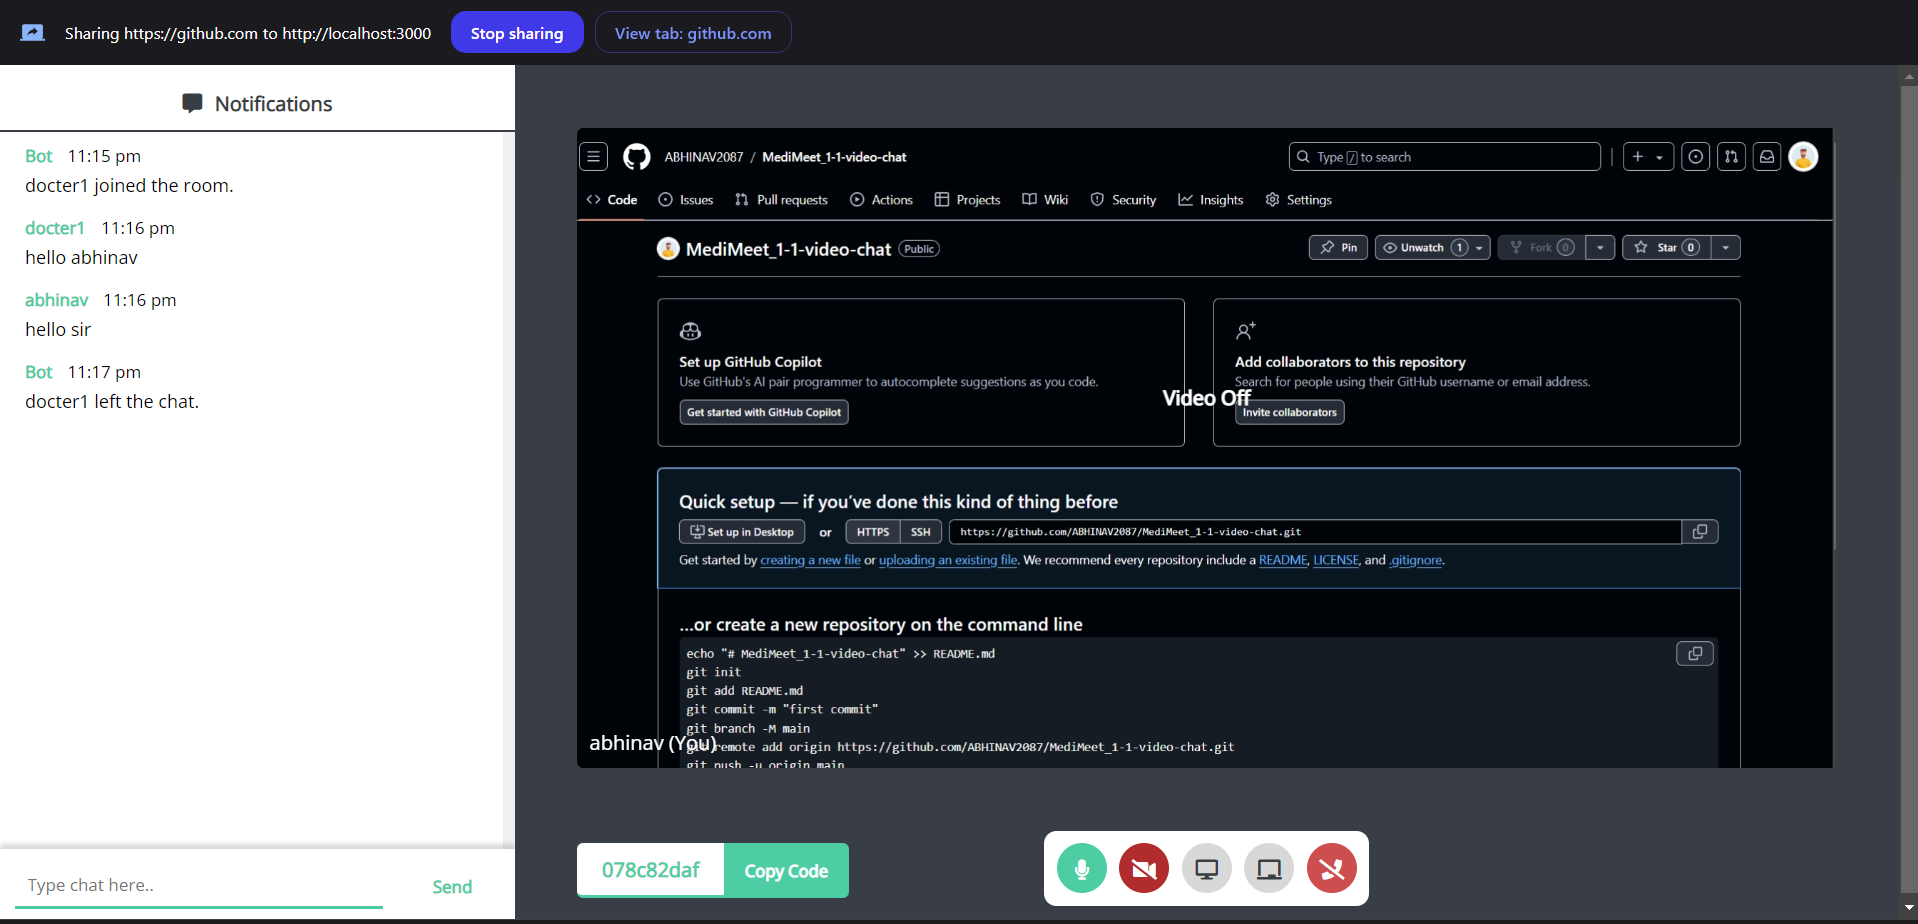 Sharing https://github.com to http://localhost:3000
Stop sharing
View tab: github.com
Notifications
Bot 11:15 pm
docter1 joined the room.
docter1 11:16 pm
hello abhinav
abhinav 11:16 pm
hello sir
Bot 11:17 pm
docter1 left the chat.
Type chat here..
Send
ABHINAV2087 / MediMeet_1-1-video-chat
Type / to search
Code Issues Pull requests Actions Projects Wiki Security Insights Settings
MediMeet_1-1-video-chat Public
Pin Unwatch 1 Fork 0 Star 0
Set up GitHub Copilot
Use GitHub's AI pair programmer to autocomplete suggestions as you code.
Get started with GitHub Copilot
Add collaborators to this repository
Search for people using their GitHub username or email address.
Invite collaborators
Video Off
Quick setup — if you’ve done this kind of thing before
Set up in Desktop or HTTPS SSH https://github.com/ABHINAV2087/MediMeet_1-1-video-chat.git
Get started by creating a new file or uploading an existing file. We recommend every repository include a README, LICENSE, and .gitignore.
…or create a new repository on the command line
echo "# MediMeet_1-1-video-chat" >> README.md
git init
git add README.md
git commit -m "first commit"
git branch -M main
git remote add origin https://github.com/ABHINAV2087/MediMeet_1-1-video-chat.git
git push -u origin main
abhinav (You)
078c82daf
Copy Code